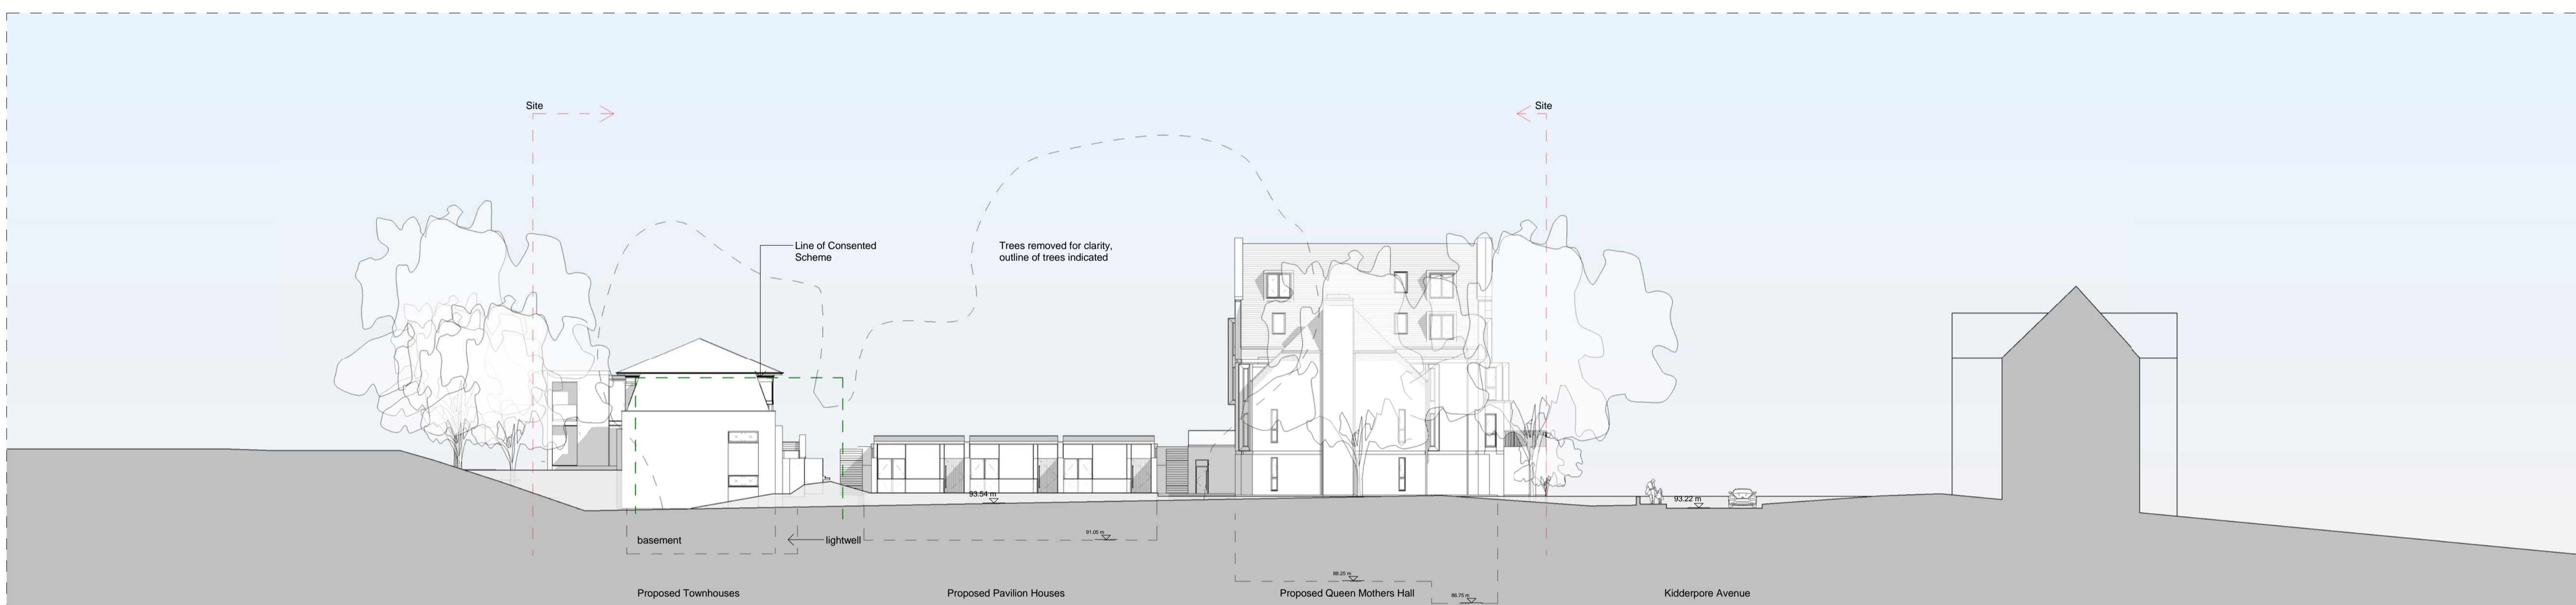 Site
Site
Line of Consented
Scheme
Trees removed for clarity,
outline of trees indicated
93.54 m
93.22 m
91.05 m
basement
lightwell
88.25 m
86.75 m
Proposed Townhouses
Proposed Pavilion Houses
Proposed Queen Mothers Hall
Kidderpore Avenue